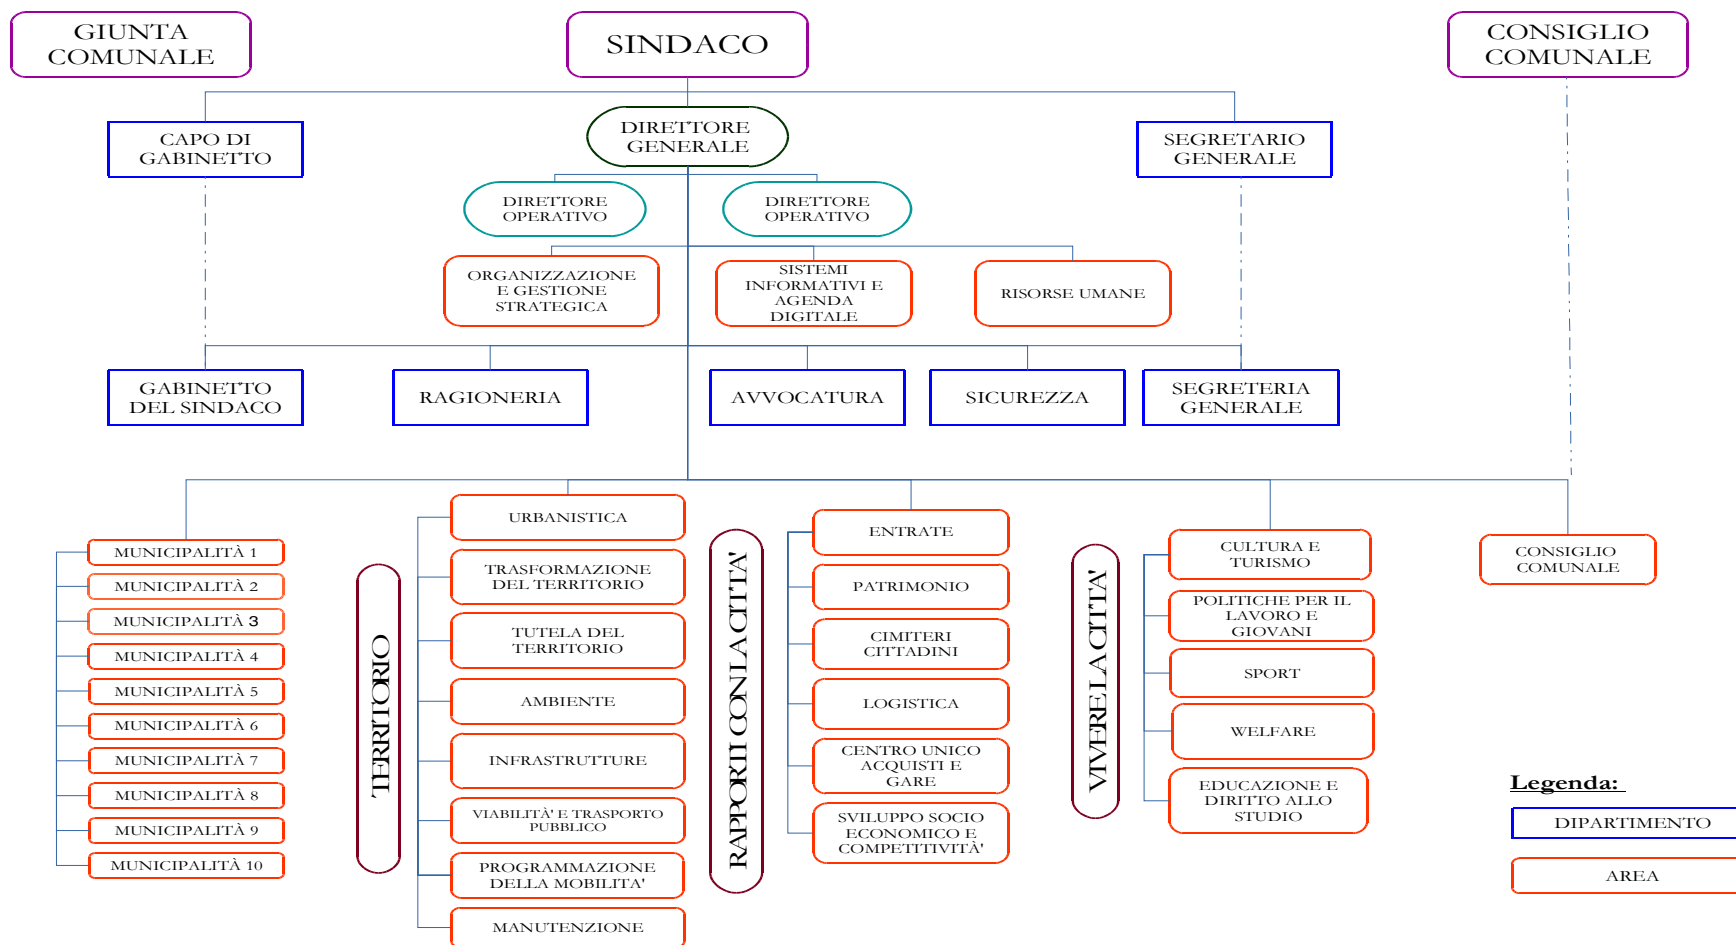 GIUNTA
COMUNALE
SINDACO
CONSIGLIO
COMUNALE
CAPO DI
GABINETTO
DIRETTORE
GENERALE
SEGRETARIO
GENERALE
DIRETTORE
OPERATIVO
DIRETTORE
OPERATIVO
ORGANIZZAZIONE
E GESTIONE
STRATEGICA
SISTEMI
INFORMATIVI E
AGENDA
DIGITALE
RISORSE UMANE
GABINETTO
DEL SINDACO
RAGIONERIA
AVVOCATURA
SICUREZZA
SEGRETERIA
GENERALE
MUNICIPALITÀ 1
MUNICIPALITÀ 2
MUNICIPALITÀ 3
MUNICIPALITÀ 4
MUNICIPALITÀ 5
MUNICIPALITÀ 6
MUNICIPALITÀ 7
MUNICIPALITÀ 8
MUNICIPALITÀ 9
MUNICIPALITÀ 10
TERRITORIO
URBANISTICA
TRASFORMAZIONE
DEL TERRITORIO
TUTELA DEL
TERRITORIO
AMBIENTE
INFRASTRUTTURE
VIABILITÀ' E TRASPORTO
PUBBLICO
PROGRAMMAZIONE
DELLA MOBILITA'
MANUTENZIONE
RAPPORTI CON LA CITTA'
ENTRATE
PATRIMONIO
CIMITERI
CITTADINI
LOGISTICA
CENTRO UNICO
ACQUISTI E
GARE
SVILUPPO SOCIO
ECONOMICO E
COMPETITIVITÀ'
VIVERE LA CITTA'
CULTURA E
TURISMO
POLITICHE PER IL
LAVORO E
GIOVANI
SPORT
WELFARE
EDUCAZIONE E
DIRITTO ALLO
STUDIO
CONSIGLIO
COMUNALE
Legenda:
DIPARTIMENTO
AREA